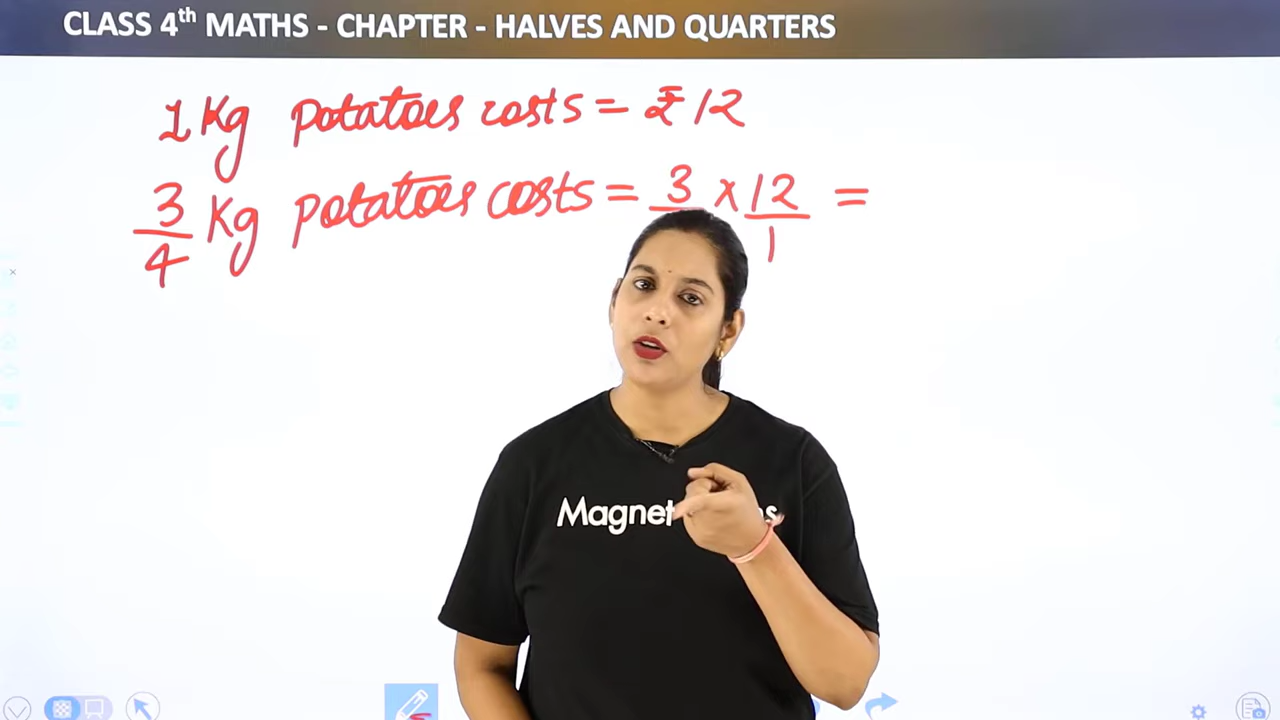 CLASS 4th MATHS - CHAPTER - HALVES AND QUARTERS
1 Kg potatoes costs = ₹ 12
3/4 Kg potatoes costs = 3 × 12/1 =
Magnet